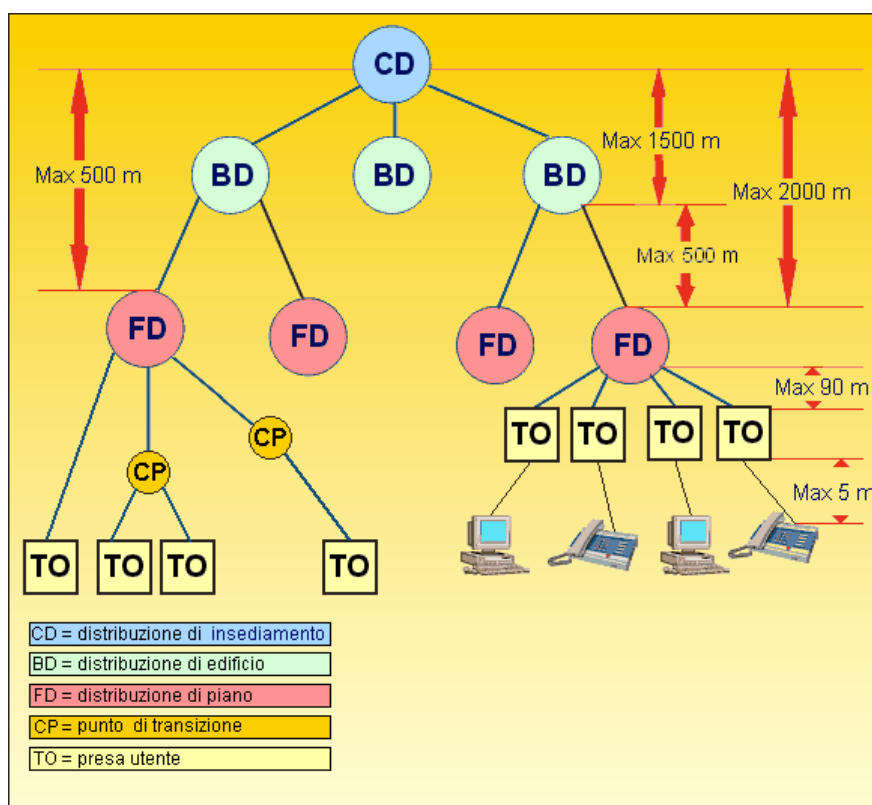 CD
BD BD BD
Max 1500 m
Max 500 m
Max 2000 m
Max 500 m
FD FD FD FD
Max 90 m
TO TO TO TO
CP
CP
Max 5 m
TO TO TO TO
CD = distribuzione di insediamento
BD = distribuzione di edificio
FD = distribuzione di piano
CP = punto di transizione
TO = presa utente